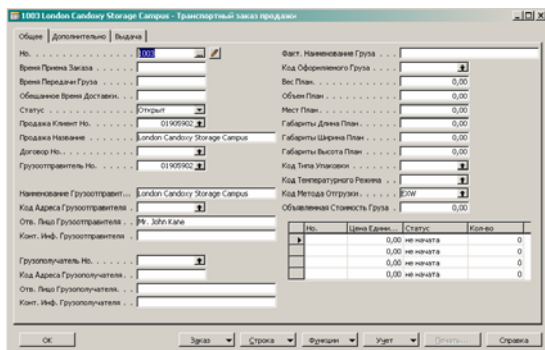 1003 London Candoxy Storage Campus - Транспортный заказ продажи
Общее Дополнительно Выдача
Но. 1003
Время Приема Заказа
Время Передачи Груза
Обещанное Время Доставки
Статус Открыт
Продажа Клиент Но. 01905902
Продажа Название London Candoxy Storage Campus
Договор Но.
Грузоотправитель Но. 01905902
Наименование Грузоотправит... London Candoxy Storage Campus
Код Адреса Грузоотправителя
Отв. Лицо Грузоотправителя Mr. John Kane
Конт. Инф. Грузоотправителя
Грузополучатель Но.
Код Адреса Грузополучателя
Отв. Лицо Грузополучателя
Конт. Инф. Грузополучателя
Факт. Наименование Груза
Код Оформляемого Груза
Вес План. 0,00
Объем План 0,00
Мест План 0,00
Габариты Длина План 0,00
Габариты Ширина План 0,00
Габариты Высота План 0,00
Код Типа Упаковки
Код Температурного Режима
Код Метода Отгрузки EXW
Объявленная Стоимость Груза 0,00
Но. Цена Едини... Статус Кол-во
0,00 не начата 0
0,00 не начата 0
0,00 не начата 0
0,00 не начата 0
ОК Заказ Строка Функции Учет Печать... Справка